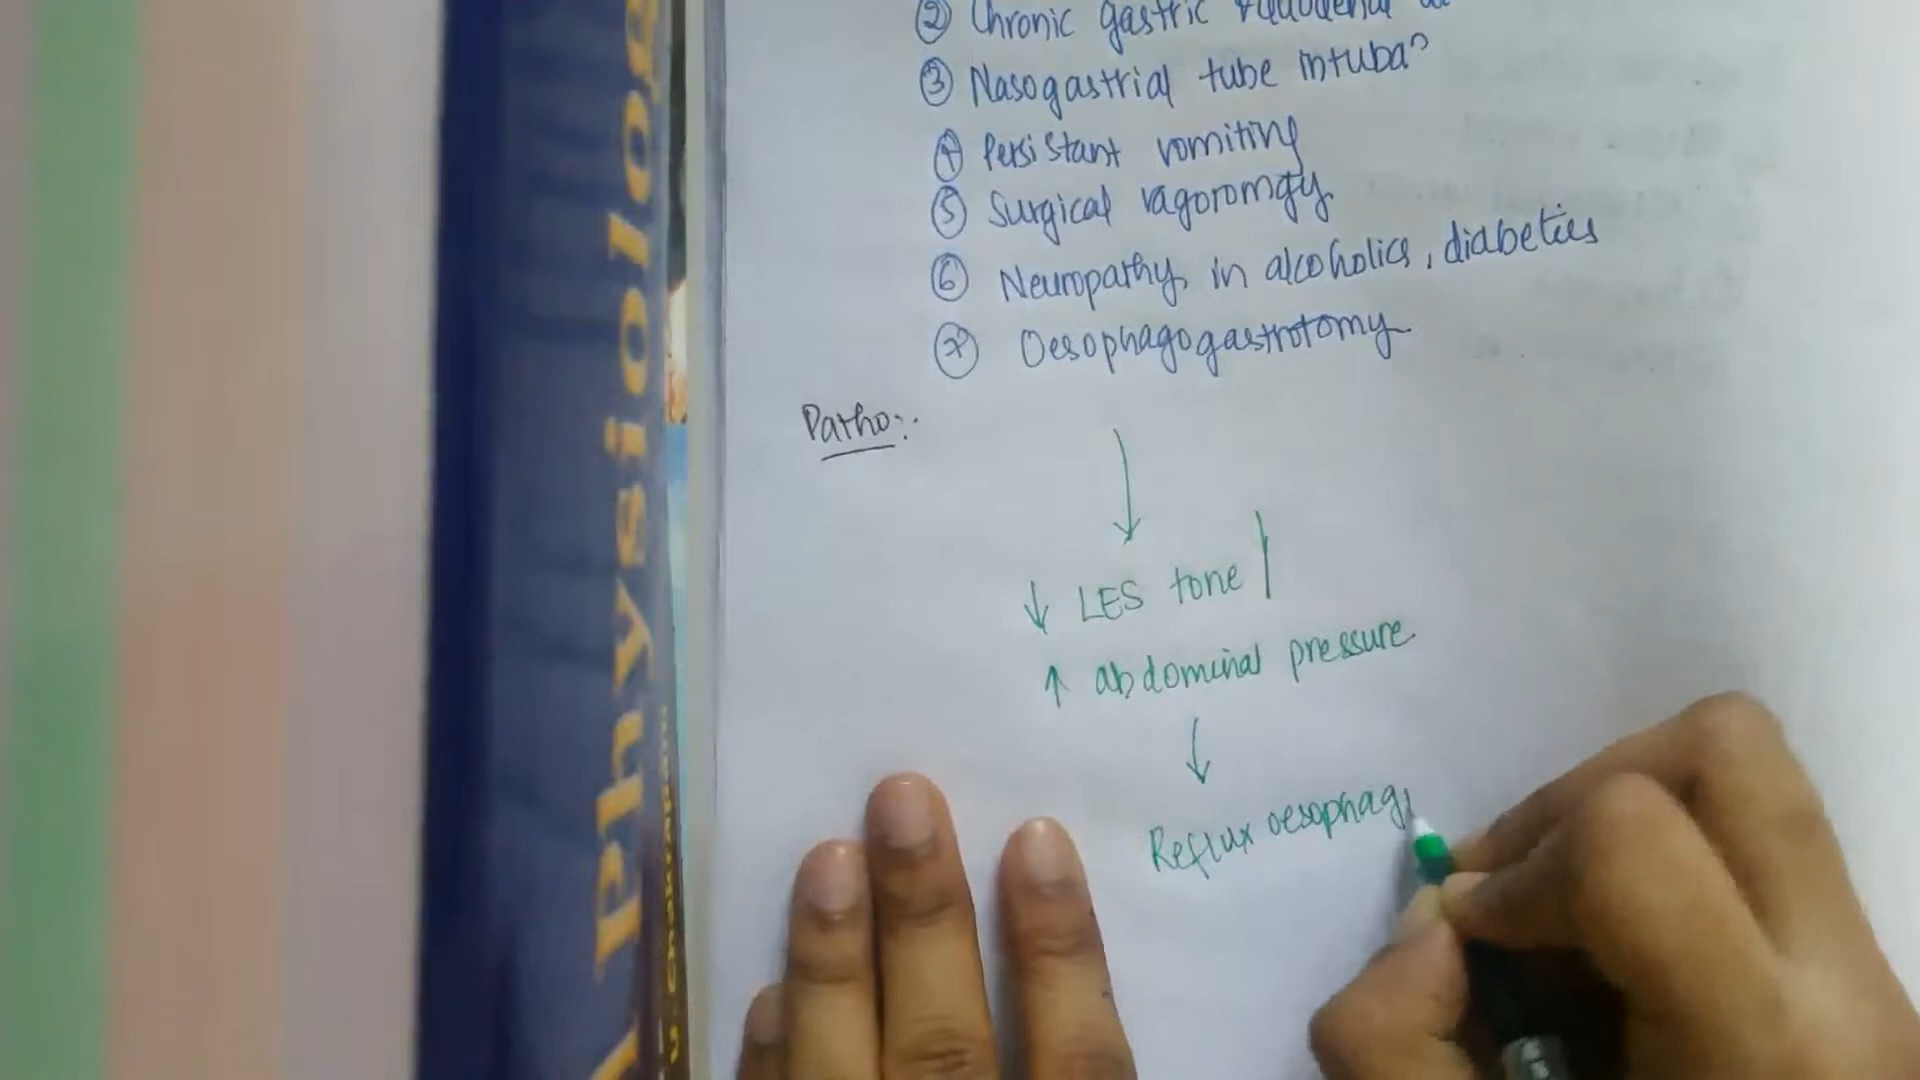 ② Chronic gastric
③ Nasogastrial tube intuba?
④ Persistant vomiting
⑤ Surgical vagoromgy
⑥ Neuropathy in alcoholics, diabetics
⑦ Oesophagogastrotomy
Patho:
↓
↓ LES tone
↑ abdominal pressure
↓
Reflux oesophagi
Physiolog